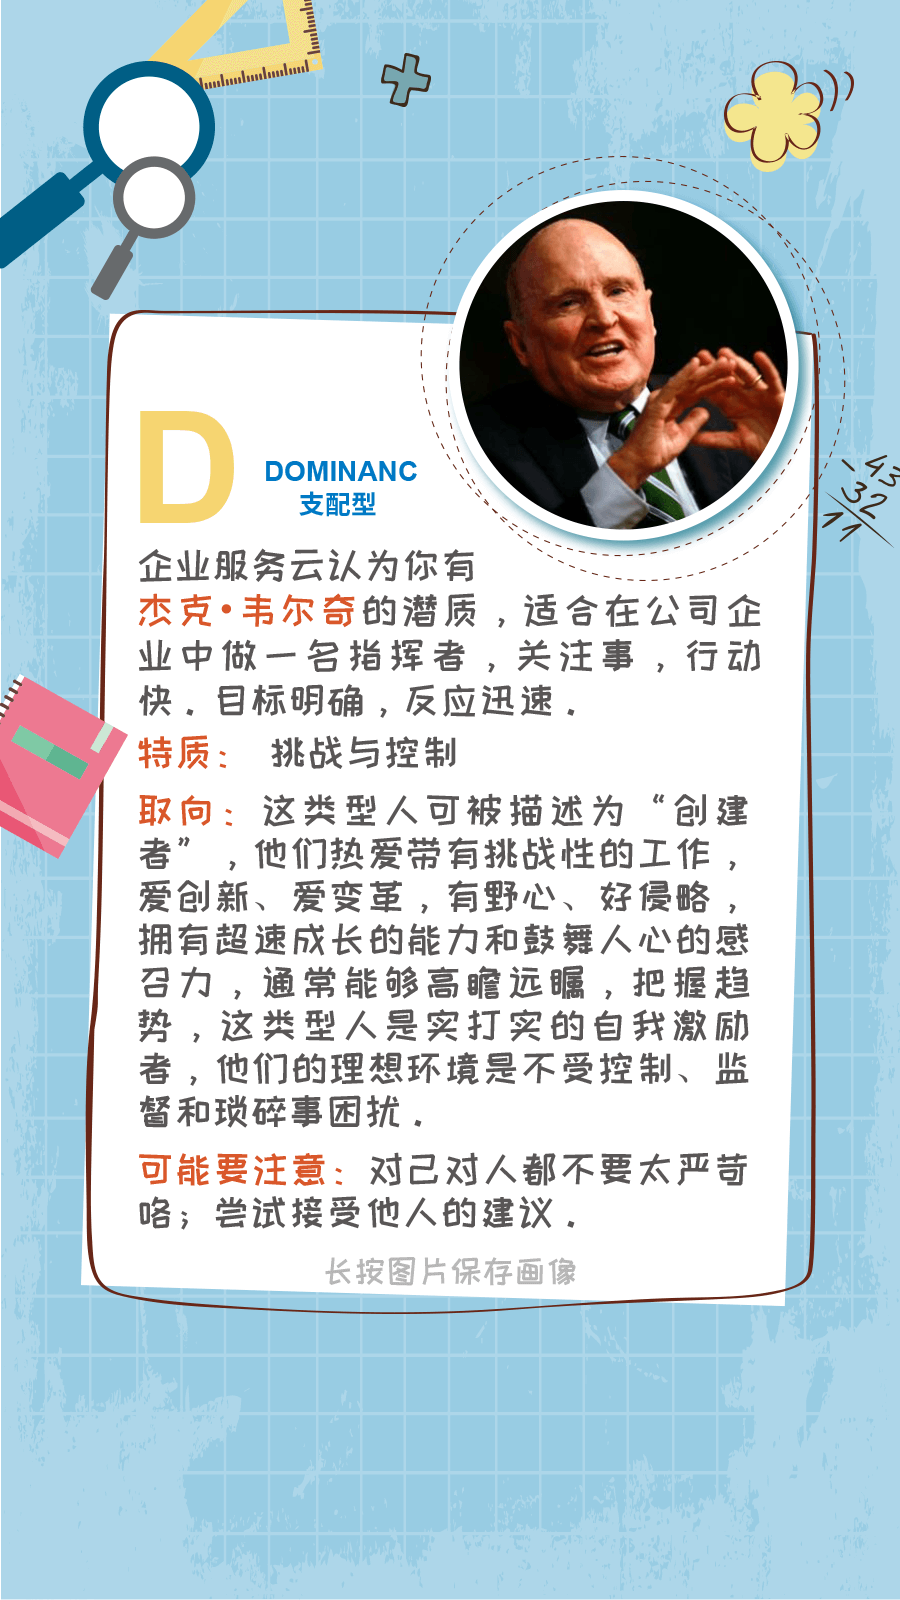 D
DOMINANC
支配型
企业服务云认为你有
杰克·韦尔奇的潜质，适合在公司企
业中做一名指挥者，关注事，行动
快．目标明确，反应迅速．
特质： 挑战与控制
取向：这类型人可被描述为“创建
者”，他们热爱带有挑战性的工作，
爱创新、爱变革，有野心、好侵略，
拥有超速成长的能力和鼓舞人心的感
召力，通常能够高瞻远瞩，把握趋
势，这类型人是实打实的自我激励
者，他们的理想环境是不受控制、监
督和琐碎事困扰．
可能要注意：对己对人都不要太严苛
咯；尝试接受他人的建议．
长按图片保存画像
-43
32
11